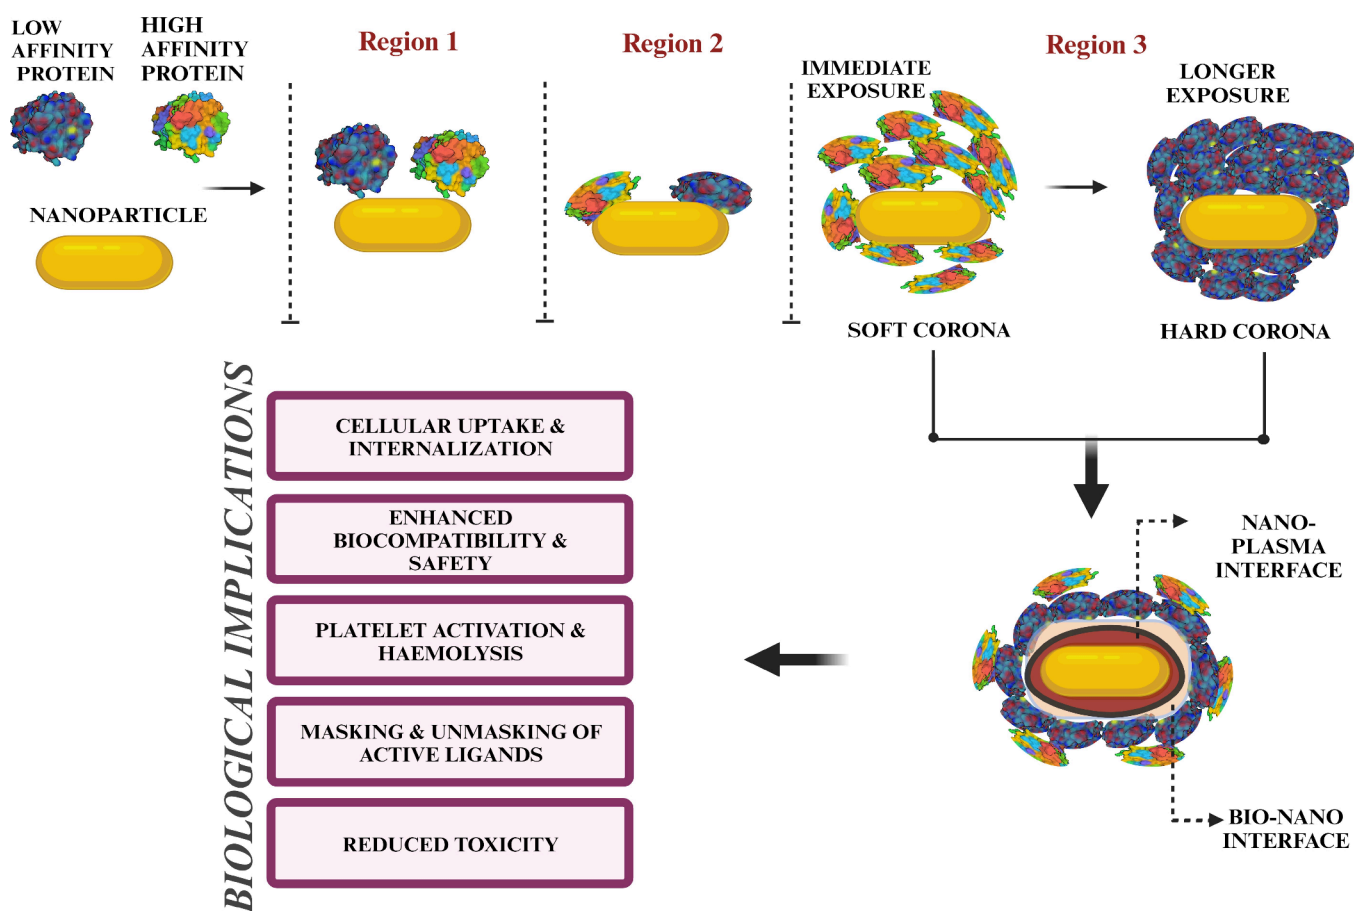 LOW
AFFINITY
PROTEIN
HIGH
AFFINITY
PROTEIN
NANOPARTICLE
Region 1
Region 2
Region 3
IMMEDIATE
EXPOSURE
LONGER
EXPOSURE
SOFT CORONA
HARD CORONA
BIOLOGICAL IMPLICATIONS
CELLULAR UPTAKE &
INTERNALIZATION
ENHANCED
BIOCOMPATIBILITY &
SAFETY
PLATELET ACTIVATION &
HAEMOLYSIS
MASKING & UNMASKING OF
ACTIVE LIGANDS
REDUCED TOXICITY
NANO-
PLASMA
INTERFACE
BIO-NANO
INTERFACE